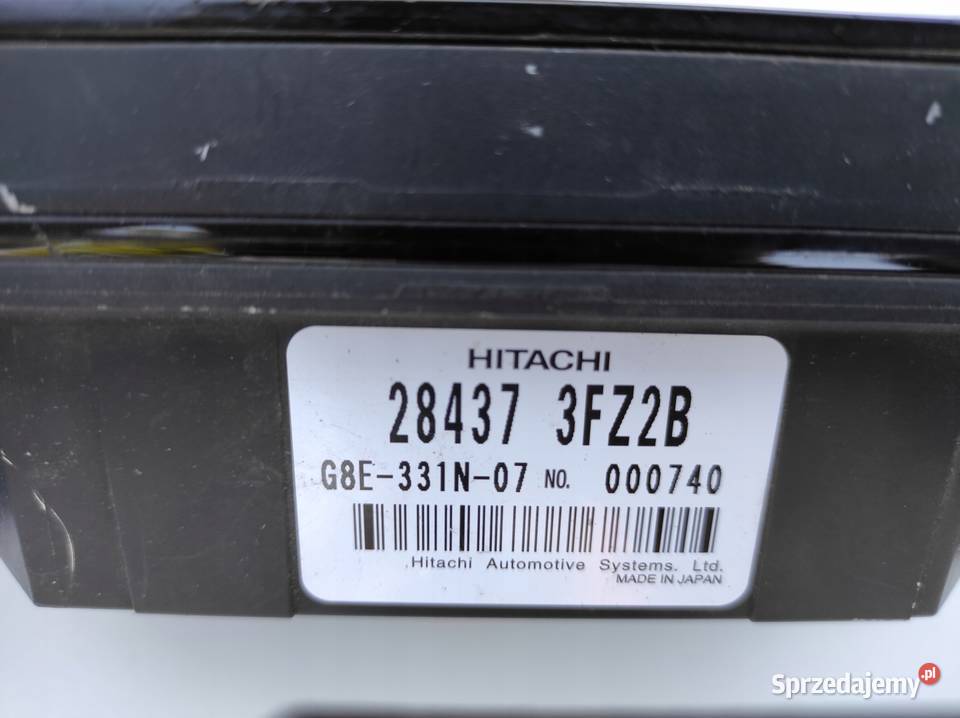 HITACHI
28437 3FZ2B
G8E-331N-07 NO. 000740
Hitachi Automotive Systems. Ltd.
MADE IN JAPAN
Sprzedajemy.pl